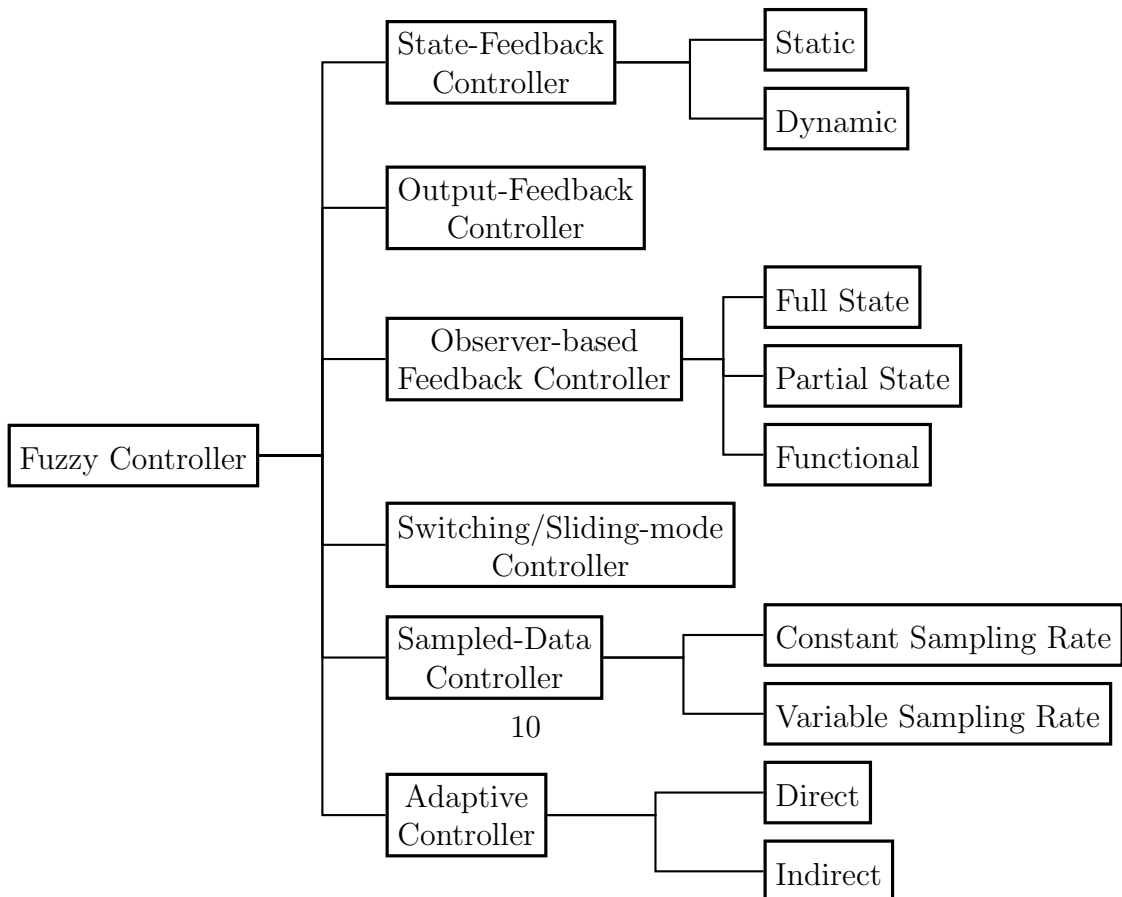 State-Feedback
Controller
Static
Dynamic
Output-Feedback
Controller
Observer-based
Feedback Controller
Full State
Partial State
Functional
Fuzzy Controller
Switching/Sliding-mode
Controller
Sampled-Data
Controller
Constant Sampling Rate
Variable Sampling Rate
10
Adaptive
Controller
Direct
Indirect